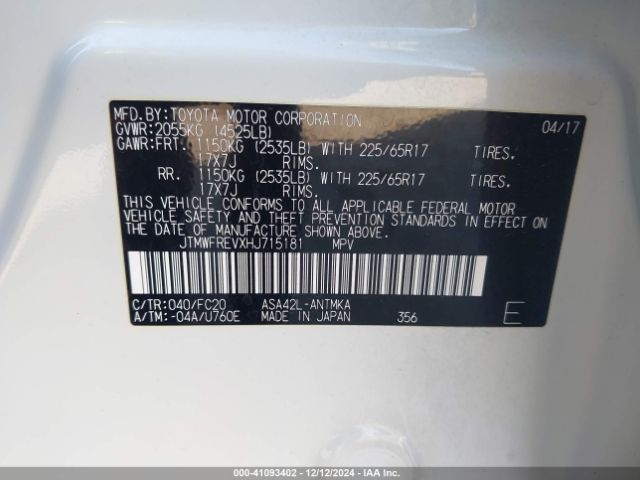 MFD.BY:TOYOTA MOTOR CORPORATION 04/17
GVWR:2055KG (4525LB)
GAWR:FRT. 1150KG (2535LB) WITH 225/65R17 TIRES.
17X7J RIMS.
RR. 1150KG (2535LB) WITH 225/65R17 TIRES.
17X7J RIMS.
THIS VEHICLE CONFORMS TO ALL APPLICABLE FEDERAL MOTOR
VEHICLE SAFETY AND THEFT PREVENTION STANDARDS IN EFFECT ON
THE DATE OF MANUFACTURE SHOWN ABOVE.
JTMWFREVXHJ715181 MPV
C/TR:040/FC20 ASA42L-ANTMKA
A/TM:-04A/U760E MADE IN JAPAN 356 E
000-41093402 - 12/12/2024 - Copart, IAA Inc.